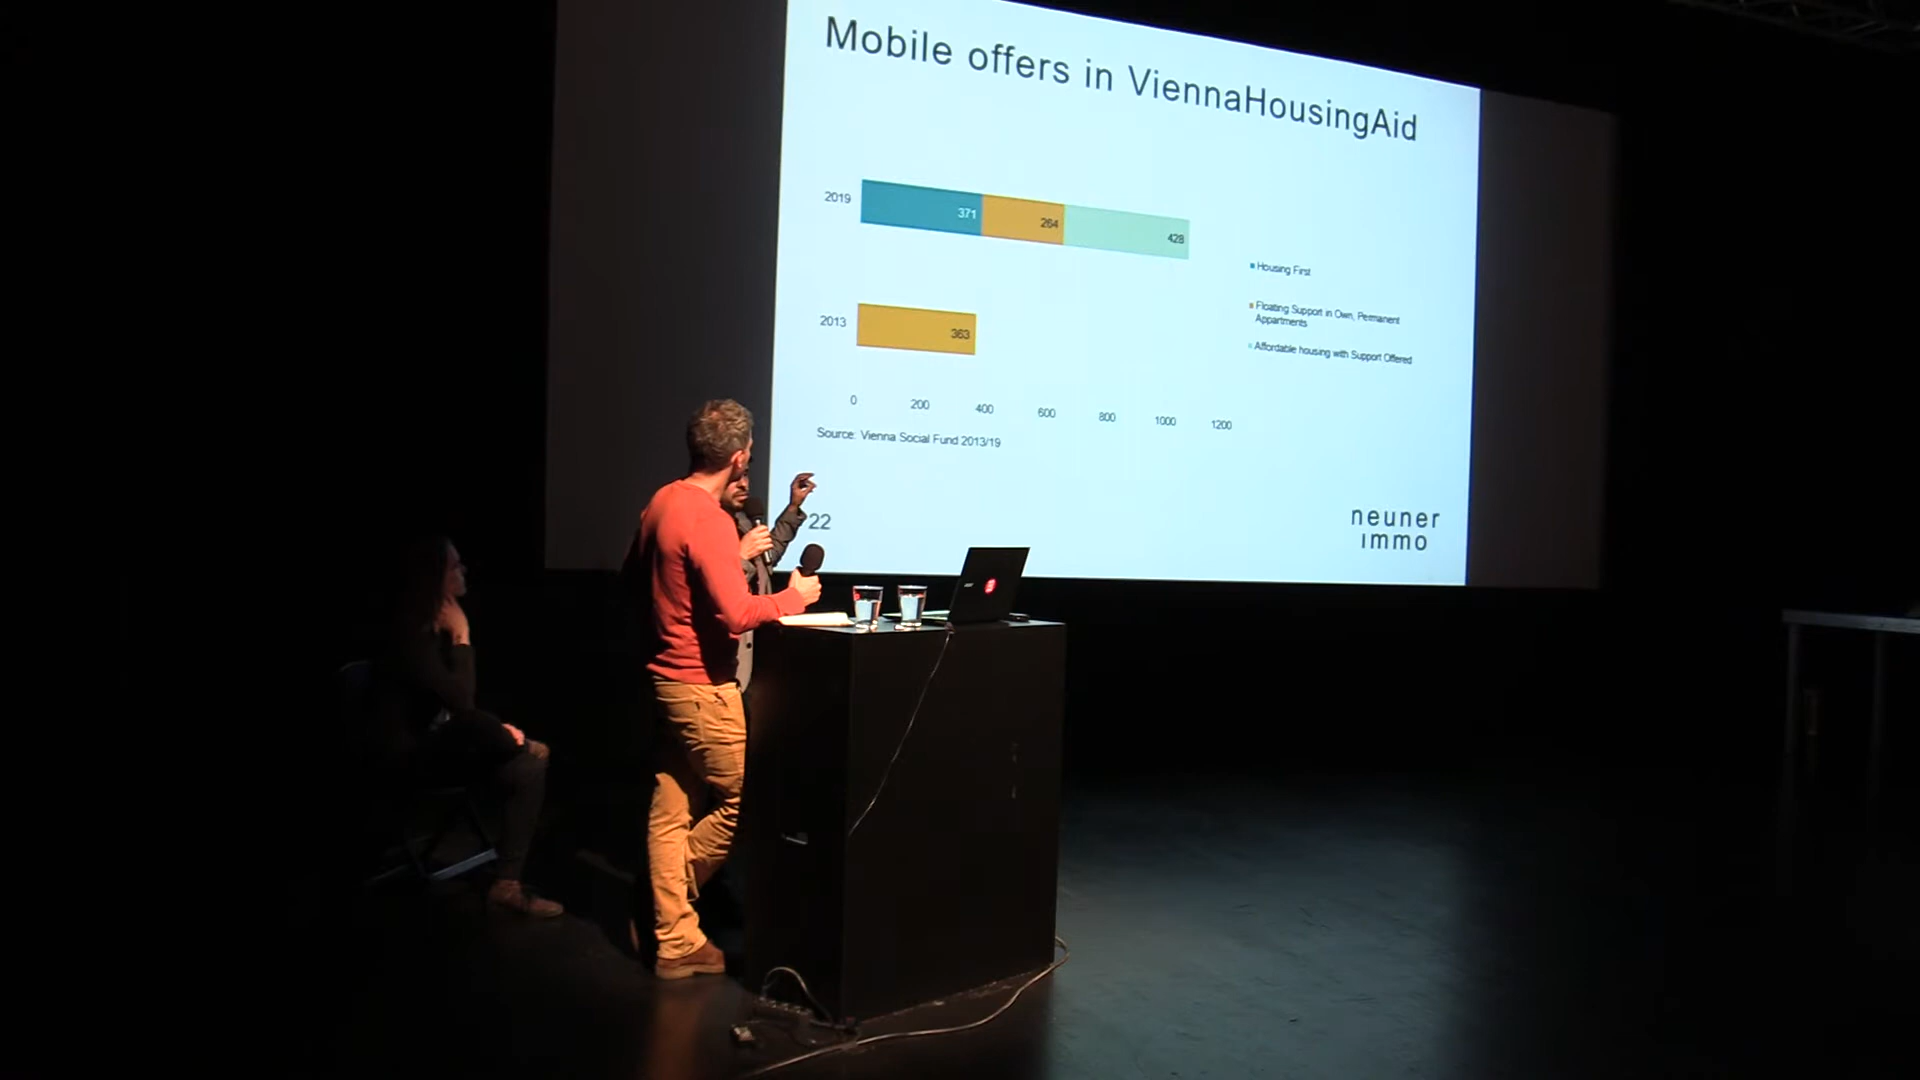 Mobile offers in ViennaHousingAid
2019
371
264
428
Housing First
Floating Support in Own, Permanent
Appartments
2013
363
Affordable housing with Support Offered
0 200 400 600 800 1000 1200
Source: Vienna Social Fund 2013/19
22
neuner
immo